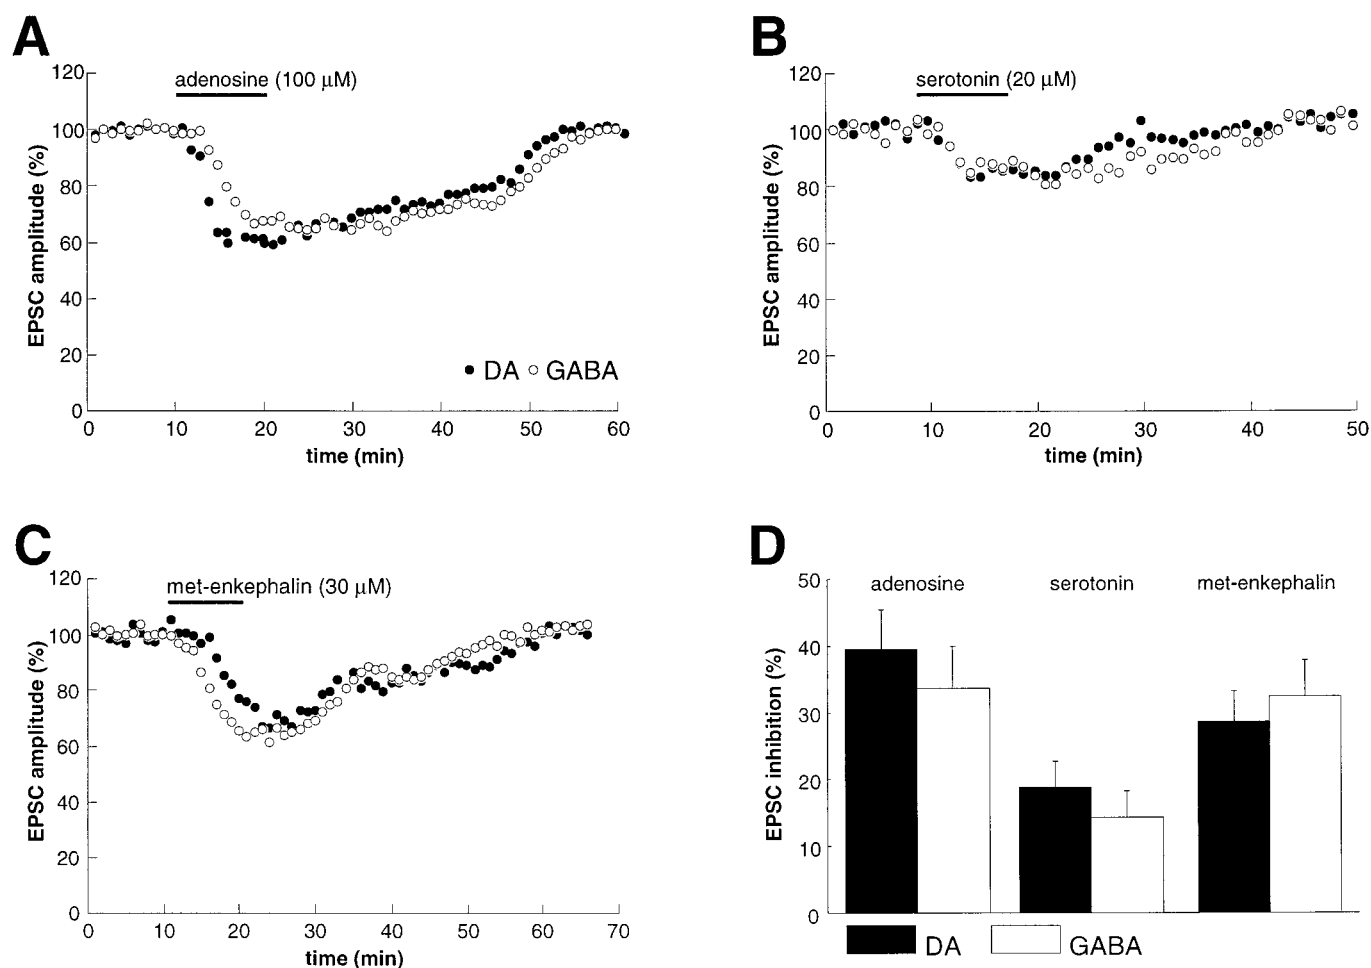 A
120
adenosine (100 µM)
100
80
60
40
20
0
EPSC amplitude (%)
DA GABA
0 10 20 30 40 50 60
time (min)
B
120
serotonin (20 µM)
100
80
60
40
20
0
EPSC amplitude (%)
0 10 20 30 40 50
time (min)
C
120
met-enkephalin (30 µM)
100
80
60
40
20
0
EPSC amplitude (%)
0 10 20 30 40 50 60 70
time (min)
D
50
adenosine serotonin met-enkephalin
40
30
20
10
0
EPSC inhibition (%)
DA GABA